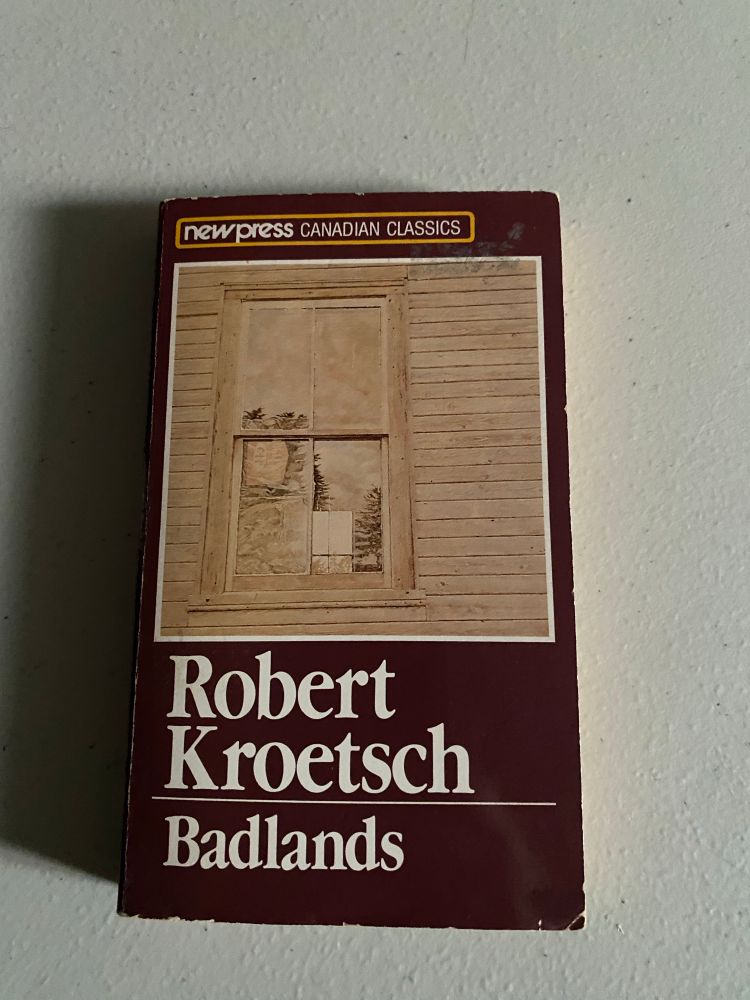 newpress CANADIAN CLASSICS
Robert
Kroetsch
Badlands